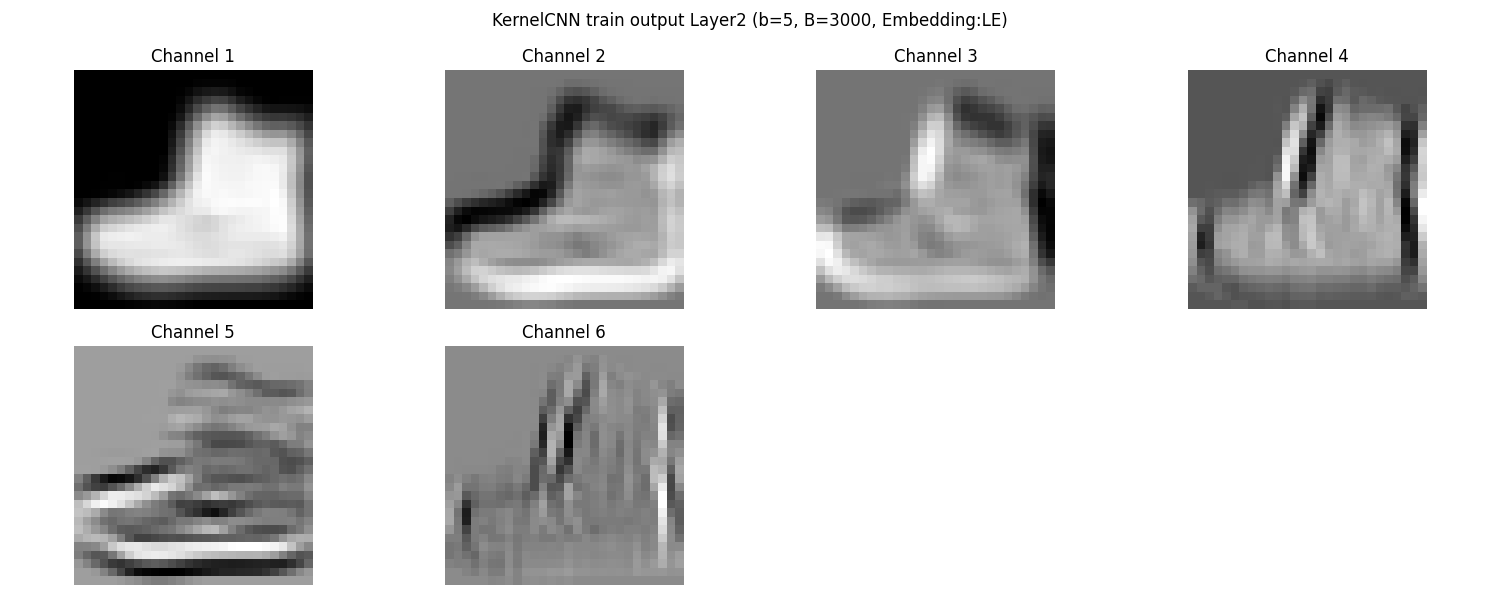 KernelCNN train output Layer2 (b=5, B=3000, Embedding:LE)
Channel 1
Channel 2
Channel 3
Channel 4
Channel 5
Channel 6